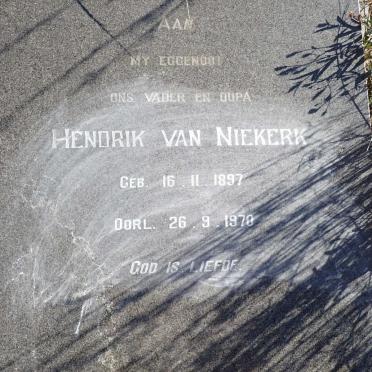 AAN
MY EGGENOOT
ONS VADER EN OUPA
HENDRIK VAN NIEKERK
GEB. 16.11.1897
OORL. 26.9.1970
GOD IS LIEFDE.